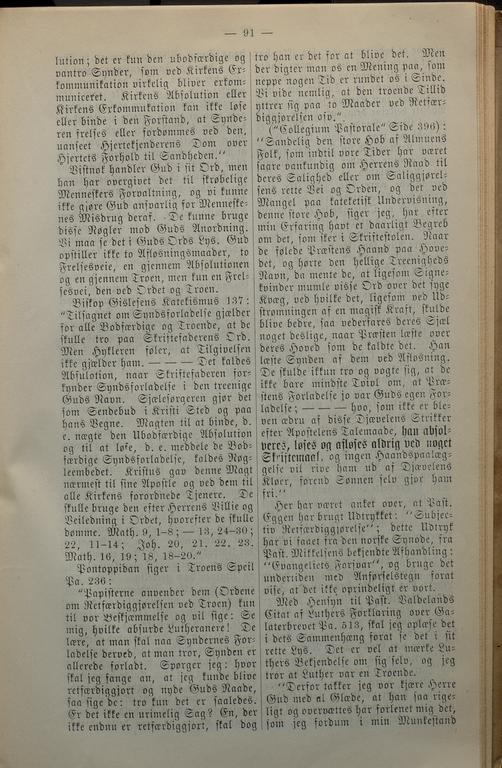 — 91 —
lution; det er kun den ubodfærdige og
vantro Synder, som ved Kirkens Ex-
kommunikation virkelig bliver erkom-
municeret. Kirkens Absolution eller
Kirkens Exkommukation kan ikke løse
eller binde i den Forstand, at Synde-
ren frelses eller fordømmes ved den,
uanseet Hjertekjenderens Dom over
Hjertets Forhold til Sandheden."
Vistnok handler Gud i sit Ord, men
han har overgivet det til skrøbelige
Menneskers Forvaltning, og vi kunne
ikke gjøre Gud ansvarlig for Menneske-
nes Misbrug deraf. De kunne bruge
disse Nøgler mod Guds Anordning.
Vi maa se det i Guds Ords Lys. Gud
opstiller ikke to Afløsningsmaader, to
Frelsesveie, en gjennem Absolutionen
og en gjennem Troen, men kun en Frel-
sesvei, den ved Ordet og Troen.
Biskop Gislesens Katekismus 137:
"Tilsagnet om Syndsforladelse gjælder
for alle Bodfærdige og Troende, at de
skulle tro paa Skriftefaderens Ord.
Men Hykleren føler, at Tilgivelsen
ikke gjælder ham. — — — Det kaldes
Absolution, naar Skriftefaderen for-
kynder Syndsforladelse i den treenige
Guds Navn. Sjælesørgeren gjør det
som Sendebud i Kristi Sted og paa
hans Vegne. Magten til at binde, d.
e. nægte den Ubodfærdige Absolution
og til at løse, d. e. meddele de Bod-
færdige Syndsforladelse, kaldes Nøg-
leembedet. Kristus gav denne Magt
nærmest til sine Apostle og ved dem til
alle Kirkens forordnede Tjenere. De
skulle bruge den efter Herrens Villie og
Veiledning i Ordet, hvorefter de skulle
dømme. Math. 9, 1-8; — 13, 24-30;
22, 11-14; Joh. 20, 21. 22. 23.
Math. 16, 19; 18, 18-20."
Pontoppidan siger i Troens Speil
Pa. 236:
"Papisterne anvender dem (Ordene
om Retfærdiggjørelsen ved Troen) kun
til vor Beskjæmmelse og vil sige: Se
mig, hvilke absurde Lutheranere! De
lære, at man skal naa Syndernes For-
ladelse derved, at man tror, Synden er
allerede forladt. Spørger jeg: hvor
skal jeg fange an, at jeg kunde blive
retfærdiggjort og nyde Guds Naade,
saa sige de: tro kun det er saaledes.
Er det ikke en urimelig Sag? En, der
ikke endnu er retfærdiggjort, skal dog
tro han er det for at blive det. Men
der digter man os en Mening paa, som
neppe nogen Tid er rundet os i Sinde.
Vi vide nemlig, at den troende Tillid
yttrer sig paa to Maader ved Retfær-
diggjørelsen osv."
("Collegium Pastorale" Side 396):
"Sandelig den store Hob af Almuens
Folk, som indtil vore Tider har været
saare vankundig om Herrens Raad til
deres Salighed eller om Saliggjørel-
sens rette Vei og Orden, og det ved
Mangel paa kateketisk Undervisning,
denne store Hob, siger jeg, har efter
min Erfaring havt et daarligt Begreb
om det, som sker i Skriftestolen. Naar
de følede Præstens Haand paa Hove-
det, og hørte den hellige Treenigheds
Navn, da mente de, at ligesom Signe-
kvinder mumle visse Ord over det syge
Kvæg, ved hvilke det, ligesom ved Ud-
strømningen af en magisk Kraft, skulde
blive bedre, saa vederfares deres Sjæl
noget deslige, naar Præsten læste over
deres Hoved som de kaldte det. Han
læste Synden af dem ved Afløsning.
De skulde ikkun tro og vogte sig, at de
ikke bare mindste Tvivl om, at Præ-
stens Forladelse jo var Guds egen For-
ladelse; — — — hvo, som ikke er ble-
ven ædru af disse Djævelens Strikker
efter Apostelens Talemaade, han absol-
veres, løses og afløses aldrig ved noget
Skriftemaal, og ingen Haandspaalæg-
gelse vil rive ham ud af Djævelens
Kløer, førend Sønnen selv gjør ham
fri."
Her har været anket over, at Past.
Eggen har brugt Udtrykket: "Subjec-
tiv Retfærdiggjørelse"; dette Udtryk
har vi faaet fra den norske Synode, fra
Past. Mikkelsens bekjendte Afhandling:
"Evangeliets Forsvar", og bruge det
underiden med Anførselstegn forat
vise, at det ikke oprindeligt er vort.
Med Hensyn til Past. Valdelands
Citat af Luthers Forklaring over Ga-
laterbrevet Pa. 513, skal jeg oplæse det
i dets Sammenhæng forat se det i sit
rette Lys. Det er vel at mærke Lu-
thers Bekjendelse om sig selv, og jeg
tror at Luther var en Troende.
"Derfor takker jeg vor kjære Herre
Gud med al Glæde, at han saa rige-
ligt og overvættes har forlenet mig det,
som jeg fordum i min Munkestand